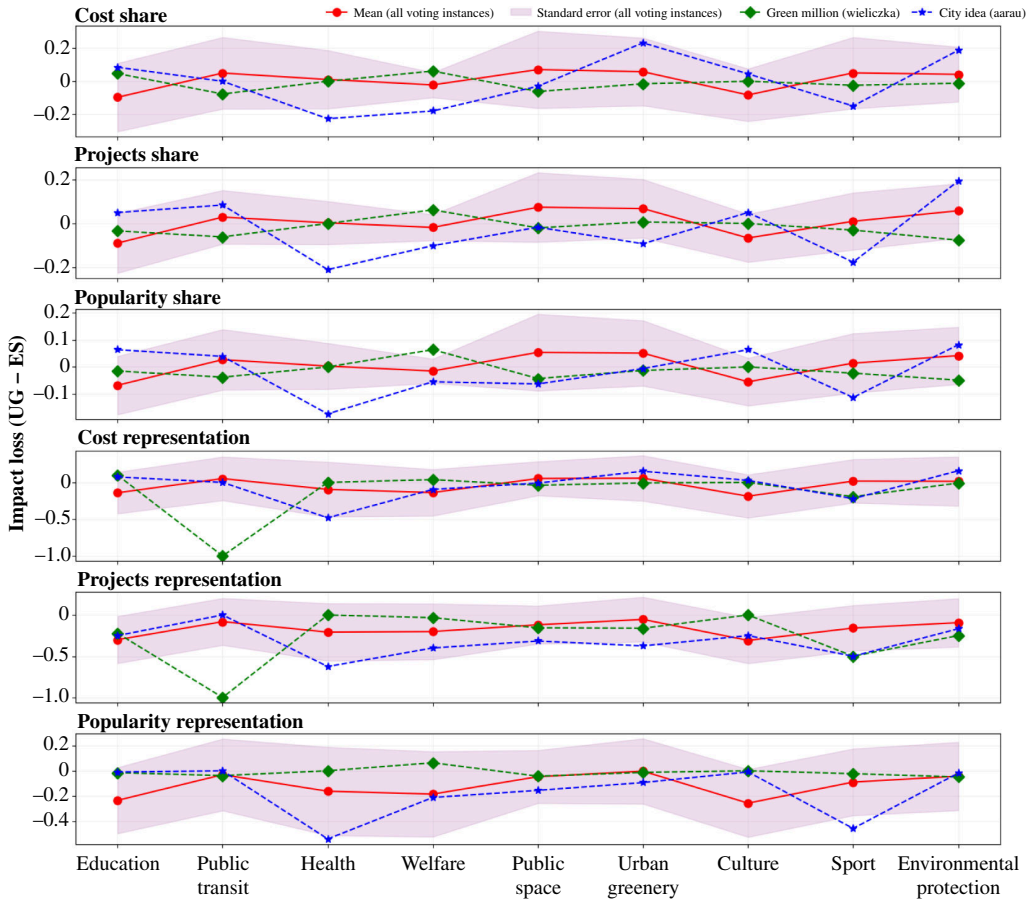 Cost share
Mean (all voting instances)
Standard error (all voting instances)
Green million (wieliczka)
City idea (aarau)
0.2
0
−0.2
Projects share
0.2
0
−0.2
Popularity share
0.2
0.1
0
−0.1
Impact loss (UG − ES)
Cost representation
0
−0.5
−1.0
Projects representation
0
−0.5
−1.0
Popularity representation
0.2
0
−0.2
−0.4
Education
Public
transit
Health
Welfare
Public
space
Urban
greenery
Culture
Sport
Environmental
protection